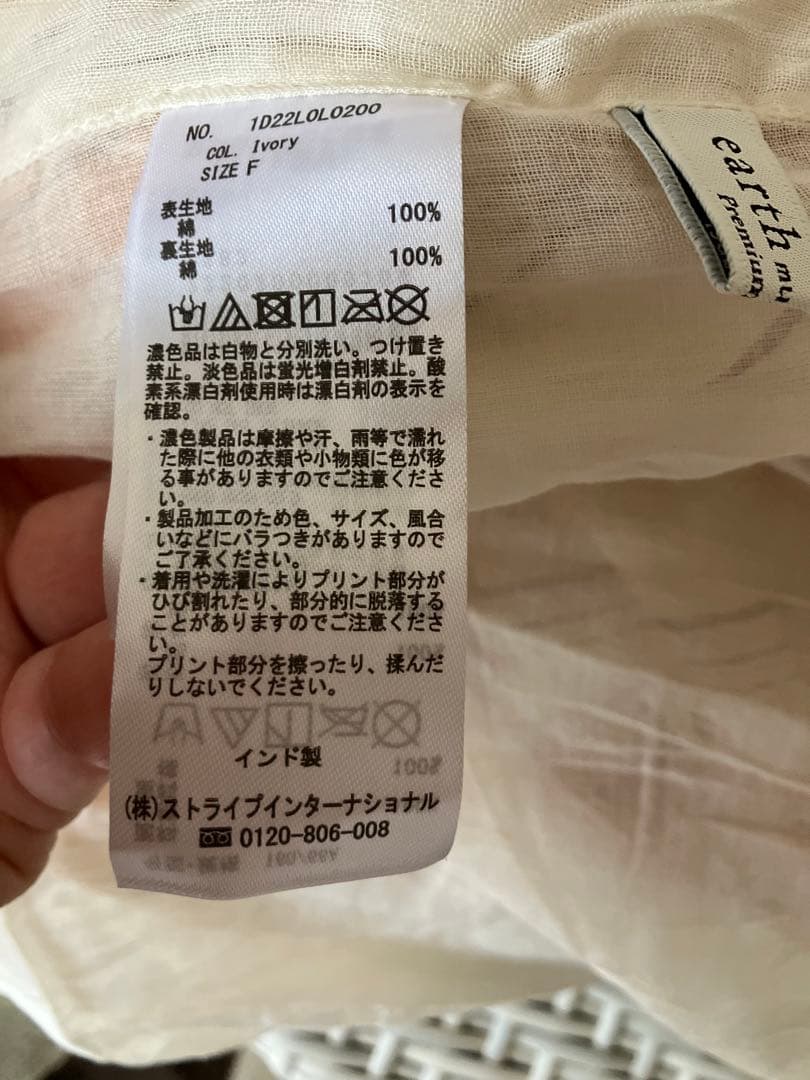 NO. 1D22L0L0200
COL. Ivory
SIZE F
表生地
綿 100%
裏生地
綿 100%
濃色品は白物と分別洗い。つけ置き
禁止。淡色品は蛍光増白剤禁止。酸
素系漂白剤使用時は漂白剤の表示を
確認。
・濃色製品は摩擦や汗、雨等で濡れ
た際に他の衣類や小物類に色が移
る事がありますのでご注意くださ
い。
・製品加工のため色、サイズ、風合
いなどにバラつきがありますので
ご了承ください。
・着用や洗濯によりプリント部分が
ひび割れたり、部分的に脱落する
ことがありますのでご注意くださ
い。
プリント部分を擦ったり、揉んだ
りしないでください。
インド製
(株)ストライプインターナショナル
0120-806-008
earth
Premium